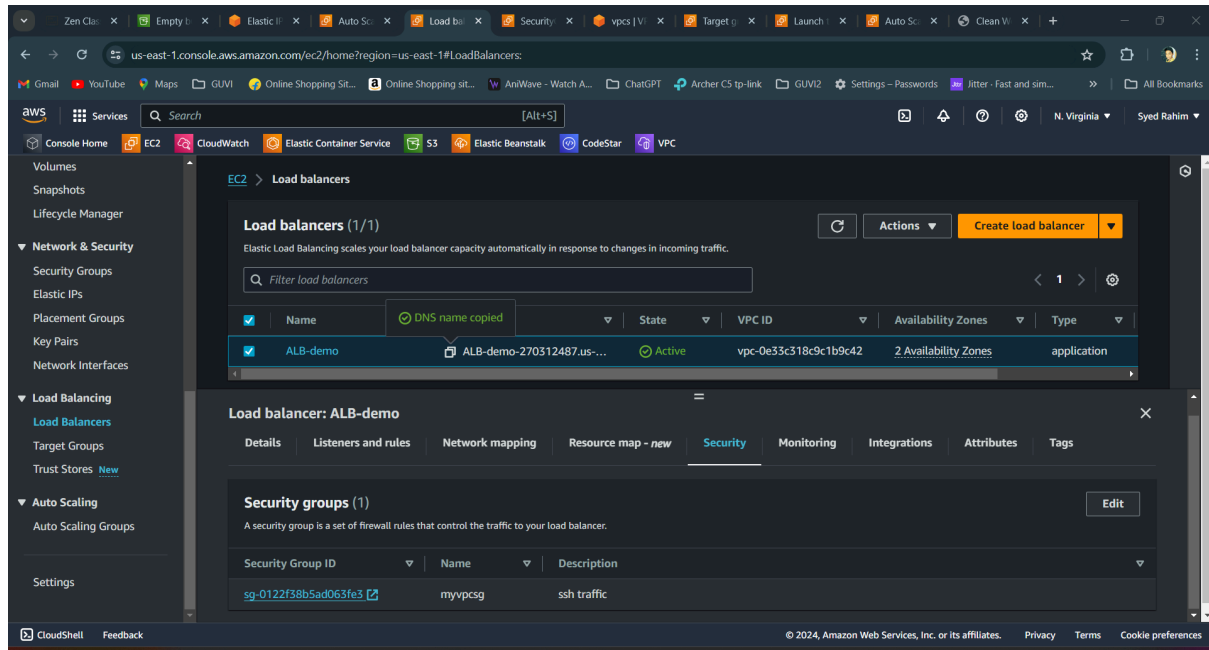 Zen Clas
Empty b
Elastic IF
Auto Sca
Load bal
Security
vpcs | VI
Target g
Launch t
Auto Sca
Clean W
us-east-1.console.aws.amazon.com/ec2/home?region=us-east-1#LoadBalancers:
Gmail YouTube Maps GUVI Online Shopping Sit... Online Shopping sit... AniWave - Watch A... ChatGPT Archer C5 tp-link GUVI2 Settings – Passwords Jitter - Fast and sim... » All Bookmarks
aws Services Search [Alt+S] N. Virginia Syed Rahim
Console Home EC2 CloudWatch Elastic Container Service S3 Elastic Beanstalk CodeStar VPC
Volumes
Snapshots
Lifecycle Manager
Network & Security
Security Groups
Elastic IPs
Placement Groups
Key Pairs
Network Interfaces
Load Balancing
Load Balancers
Target Groups
Trust Stores New
Auto Scaling
Auto Scaling Groups
Settings
EC2 > Load balancers
Load balancers (1/1)
Actions
Create load balancer
Elastic Load Balancing scales your load balancer capacity automatically in response to changes in incoming traffic.
Filter load balancers
< 1 >
DNS name copied
Name State VPC ID Availability Zones Type
ALB-demo ALB-demo-270312487.us-... Active vpc-0e33c318c9c1b9c42 2 Availability Zones application
Load balancer: ALB-demo
Details Listeners and rules Network mapping Resource map - new Security Monitoring Integrations Attributes Tags
Security groups (1)
Edit
A security group is a set of firewall rules that control the traffic to your load balancer.
Security Group ID Name Description
sg-0122f38b5ad063fe3 myvpcsg ssh traffic
CloudShell Feedback © 2024, Amazon Web Services, Inc. or its affiliates. Privacy Terms Cookie preferences